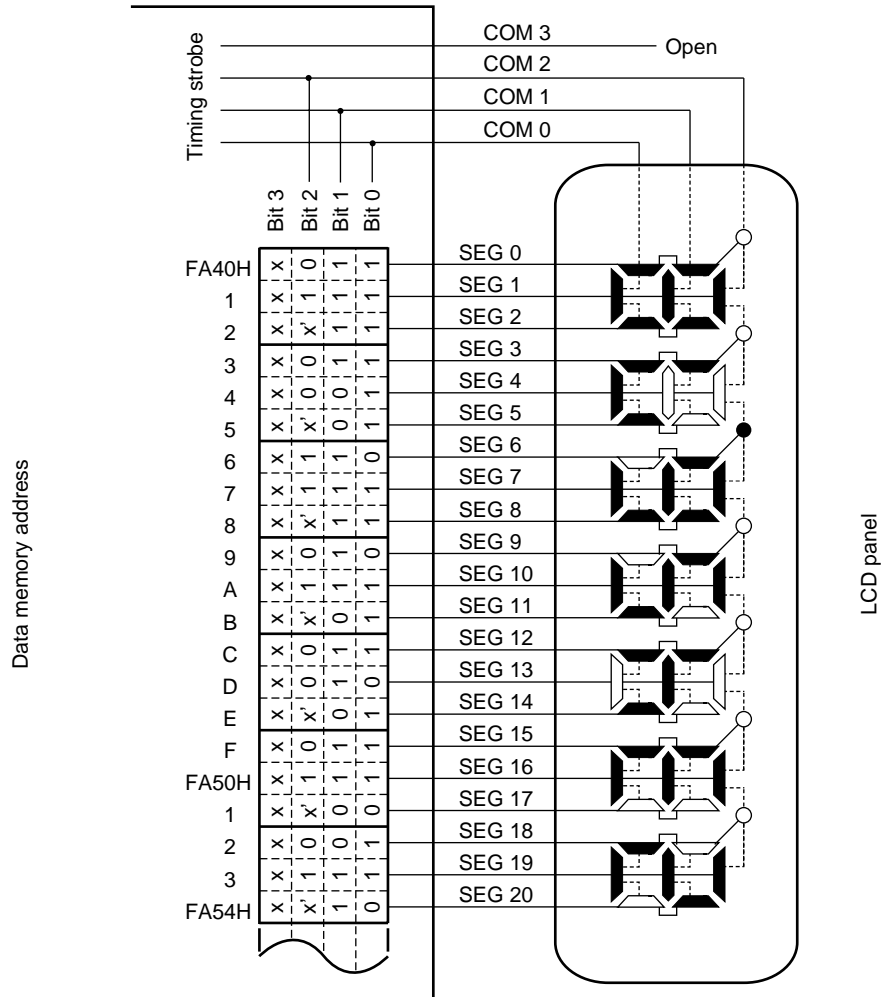 COM 3
Open
COM 2
COM 1
COM 0
Timing strobe
Bit 3
Bit 2
Bit 1
Bit 0
FA40H x 0 1 1 SEG 0
1 x 1 1 1 SEG 1
2 x x' 1 1 SEG 2
3 x 0 1 1 SEG 3
4 x 0 0 1 SEG 4
5 x x' 0 1 SEG 5
6 x 1 1 0 SEG 6
7 x 1 1 1 SEG 7
8 x x' 1 1 SEG 8
9 x 0 1 0 SEG 9
A x 1 1 1 SEG 10
B x x' 0 1 SEG 11
C x 0 1 1 SEG 12
D x 0 1 0 SEG 13
E x x' 0 1 SEG 14
F x 0 1 1 SEG 15
FA50H x 1 1 1 SEG 16
1 x x' 0 0 SEG 17
2 x 0 0 1 SEG 18
3 x 1 1 1 SEG 19
FA54H x x' 1 0 SEG 20
Data memory address
LCD panel